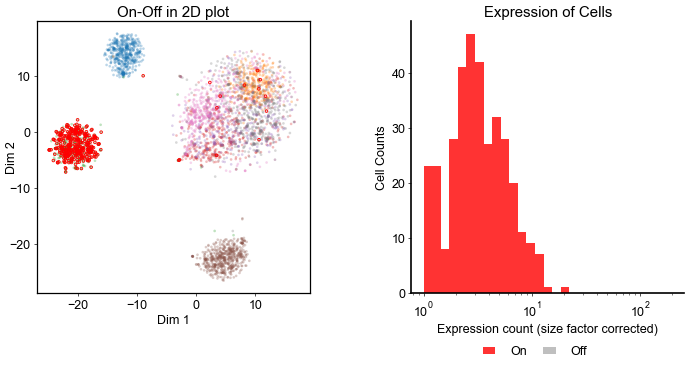 On-Off in 2D plot
Dim 2
10
0
−10
−20
−20
−10
0
10
Dim 1
Expression of Cells
Cell Counts
40
30
20
10
0
10^0
10^1
10^2
Expression count (size factor corrected)
On
Off